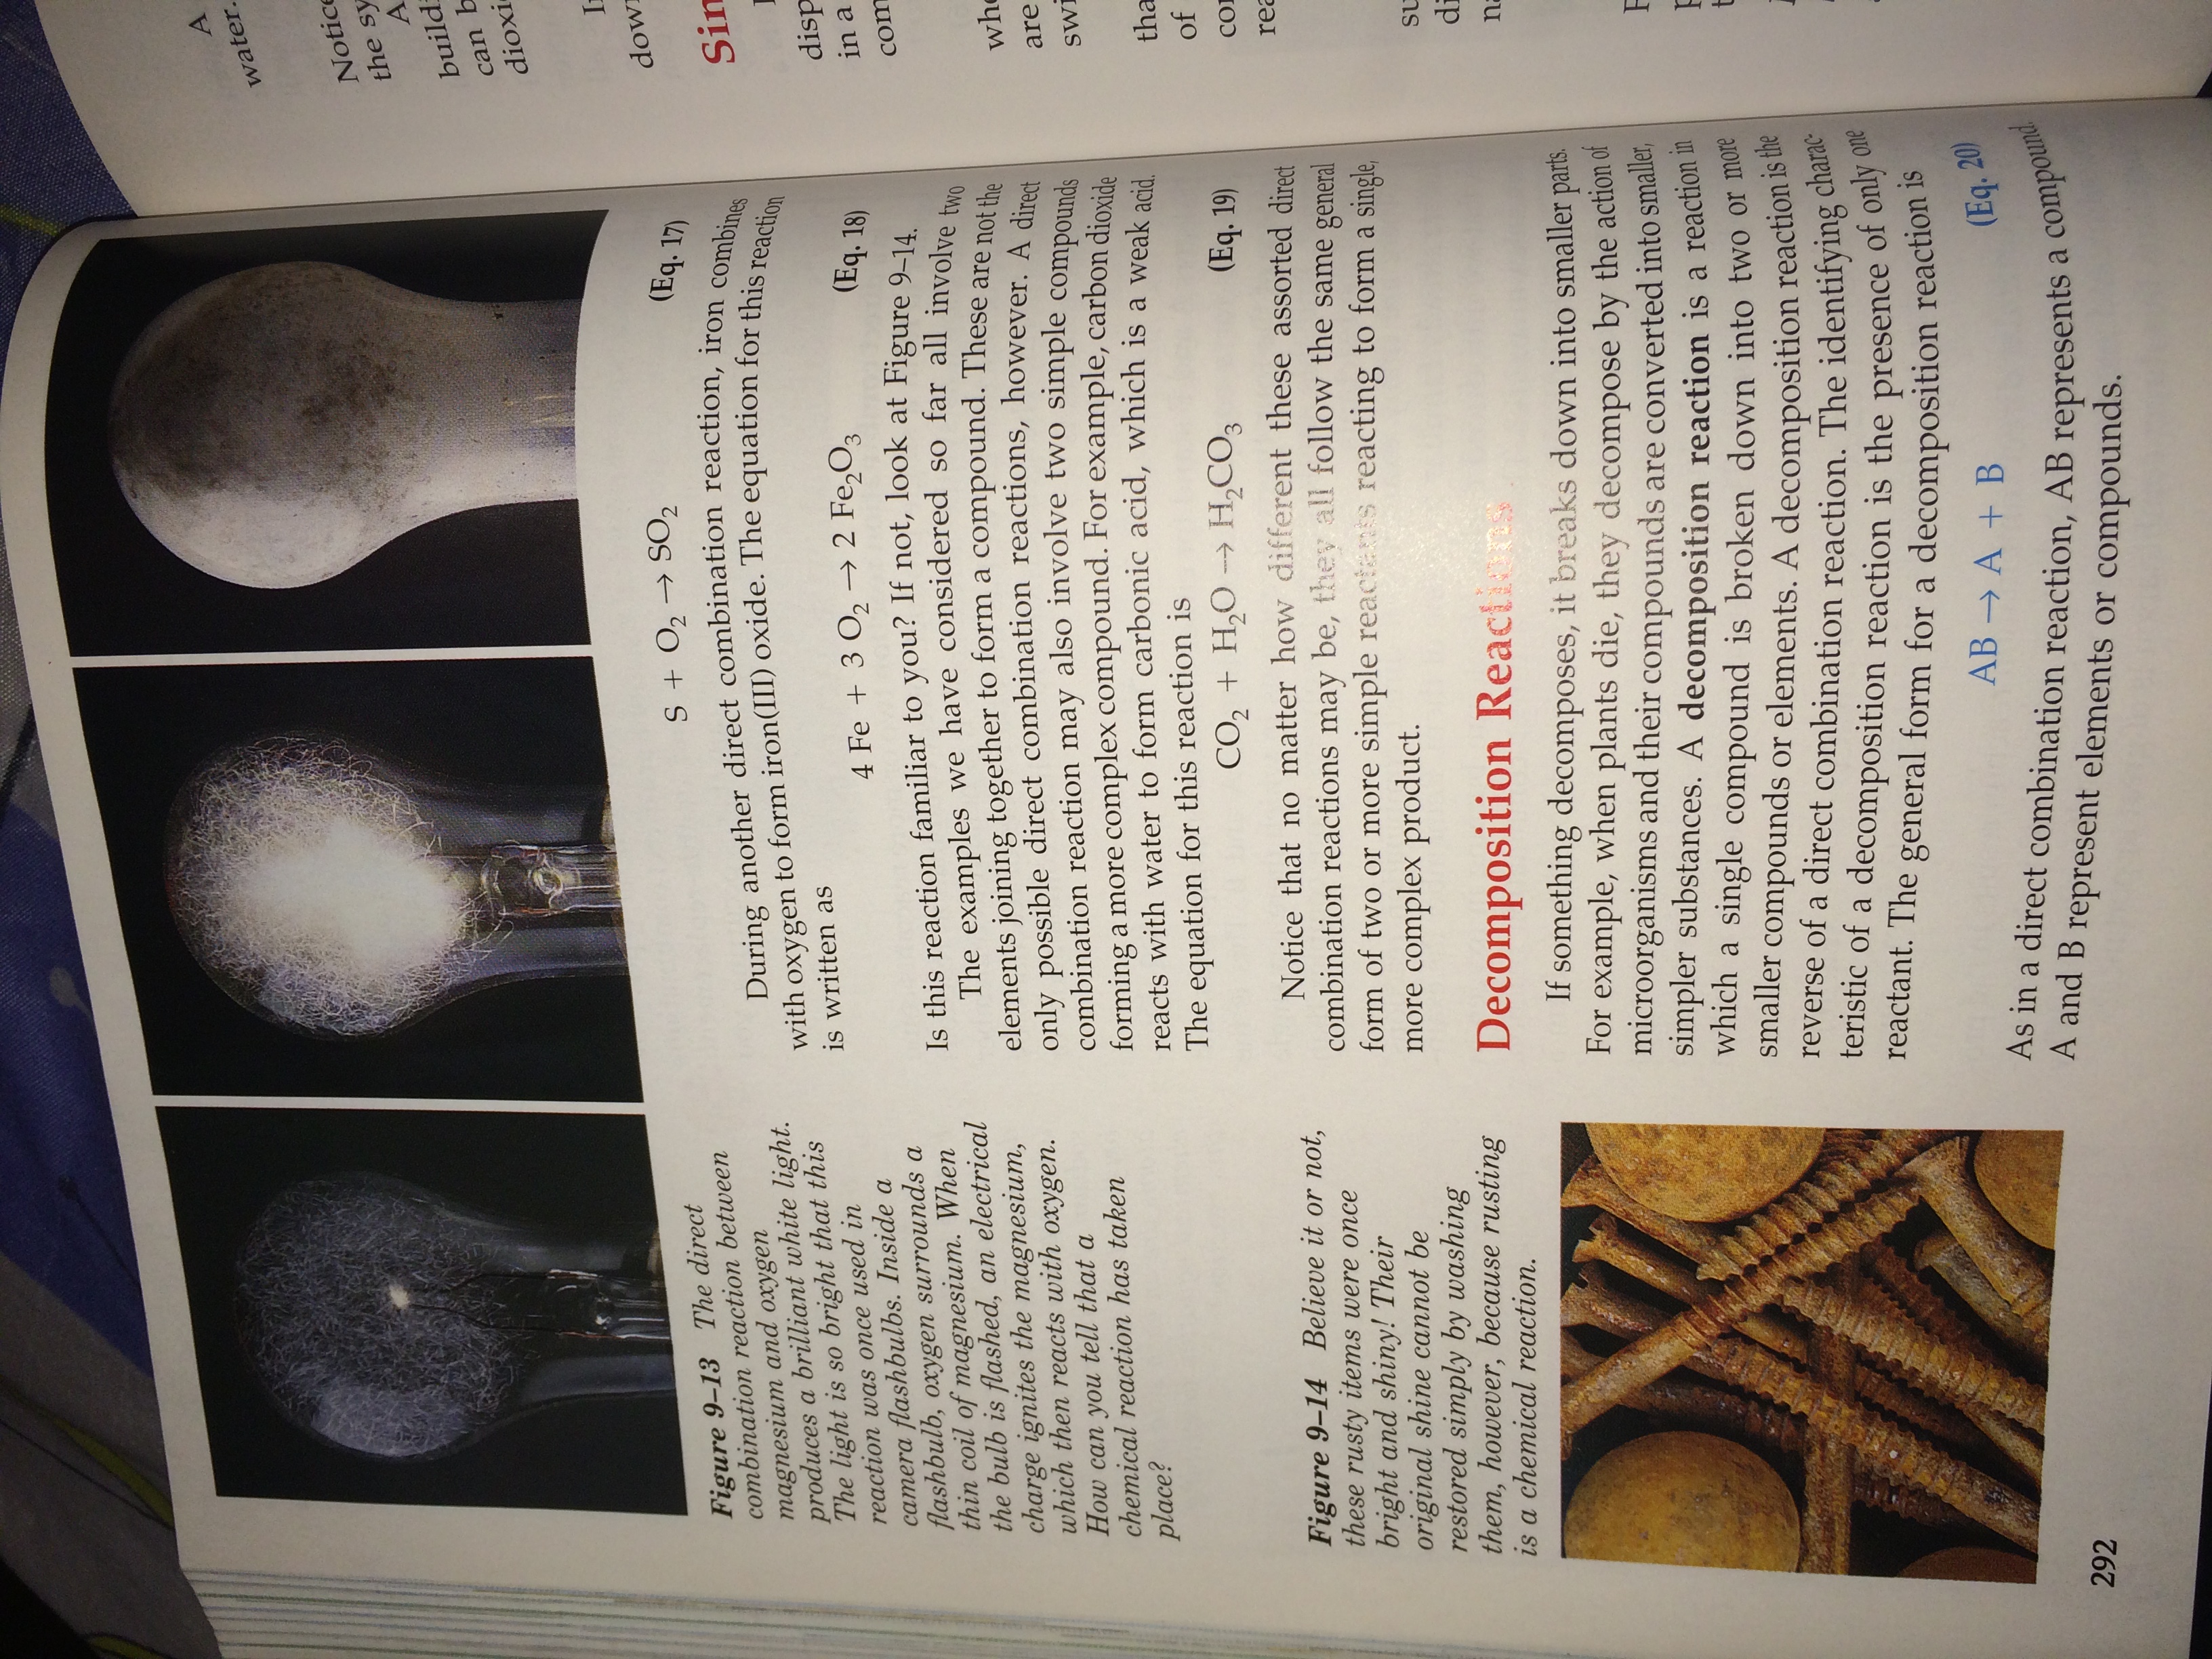 Figure 9–13 The direct
combination reaction between
magnesium and oxygen
produces a brilliant white light.
The light is so bright that this
reaction was once used in
camera flashbulbs. Inside a
flashbulb, oxygen surrounds a
thin coil of magnesium. When
the bulb is flashed, an electrical
charge ignites the magnesium,
which then reacts with oxygen.
How can you tell that a
chemical reaction has taken
place?
Figure 9–14 Believe it or not,
these rusty items were once
bright and shiny! Their
original shine cannot be
restored simply by washing
them, however, because rusting
is a chemical reaction.
292
S + O₂ → SO₂ (Eq. 17)
During another direct combination reaction, iron combines
with oxygen to form iron(III) oxide. The equation for this reaction
is written as
4 Fe + 3 O₂ → 2 Fe₂O₃ (Eq. 18)
Is this reaction familiar to you? If not, look at Figure 9–14.
The examples we have considered so far all involve two
elements joining together to form a compound. These are not the
only possible direct combination reactions, however. A direct
combination reaction may also involve two simple compounds
forming a more complex compound. For example, carbon dioxide
reacts with water to form carbonic acid, which is a weak acid.
The equation for this reaction is
CO₂ + H₂O → H₂CO₃ (Eq. 19)
Notice that no matter how different these assorted direct
combination reactions may be, they all follow the same general
form of two or more simple reactants reacting to form a single,
more complex product.
Decomposition Reactions
If something decomposes, it breaks down into smaller parts.
For example, when plants die, they decompose by the action of
microorganisms and their compounds are converted into smaller,
simpler substances. A decomposition reaction is a reaction in
which a single compound is broken down into two or more
smaller compounds or elements. A decomposition reaction is the
reverse of a direct combination reaction. The identifying charac-
teristic of a decomposition reaction is the presence of only one
reactant. The general form for a decomposition reaction is
AB → A + B (Eq. 20)
As in a direct combination reaction, AB represents a compound.
A and B represent elements or compounds.
A
water.
Notice
the sy
A
build
can b
dioxi
I
dow
Sin
disp
in a
com
who
are
swi
tha
of
co
rea
su
di
na